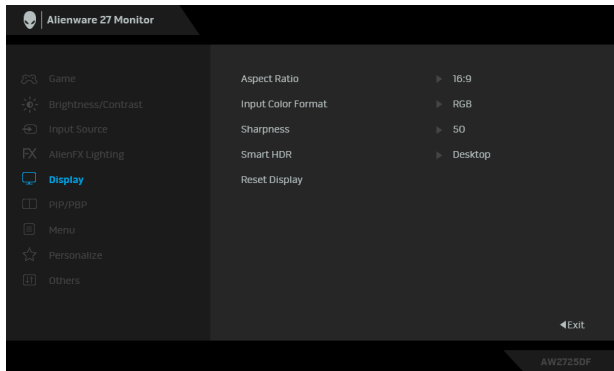 Alienware 27 Monitor
Game
Brightness/Contrast
Input Source
FX AlienFX Lighting
Display
PIP/PBP
Menu
Personalize
Others
Aspect Ratio 16:9
Input Color Format RGB
Sharpness 50
Smart HDR Desktop
Reset Display
Exit
AW2725DF